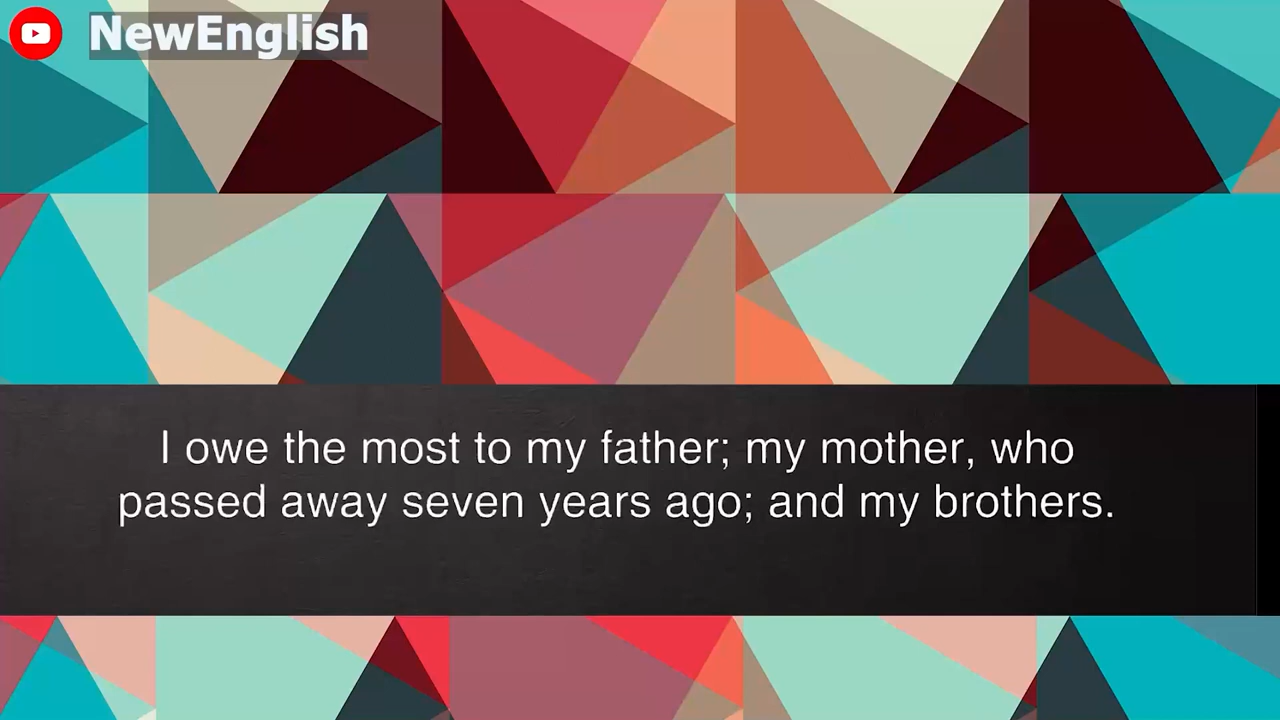 NewEnglish
I owe the most to my father; my mother, who
passed away seven years ago; and my brothers.